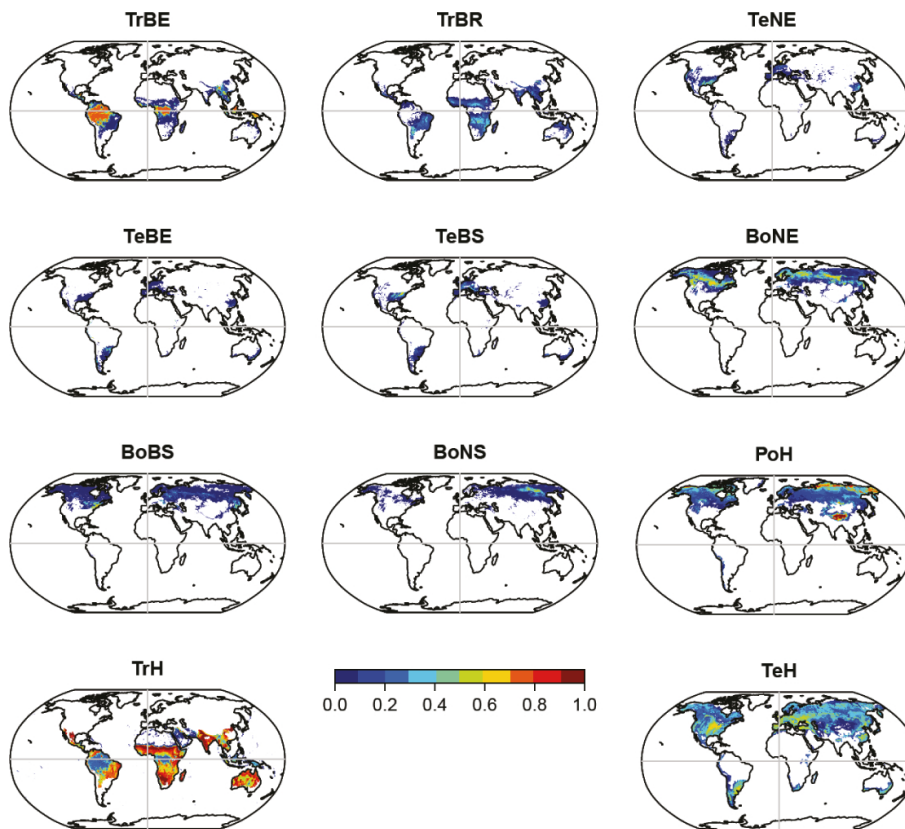 TrBE TrBR TeNE
TeBE TeBS BoNE
BoBS BoNS PoH
TrH TeH
0.0 0.2 0.4 0.6 0.8 1.0